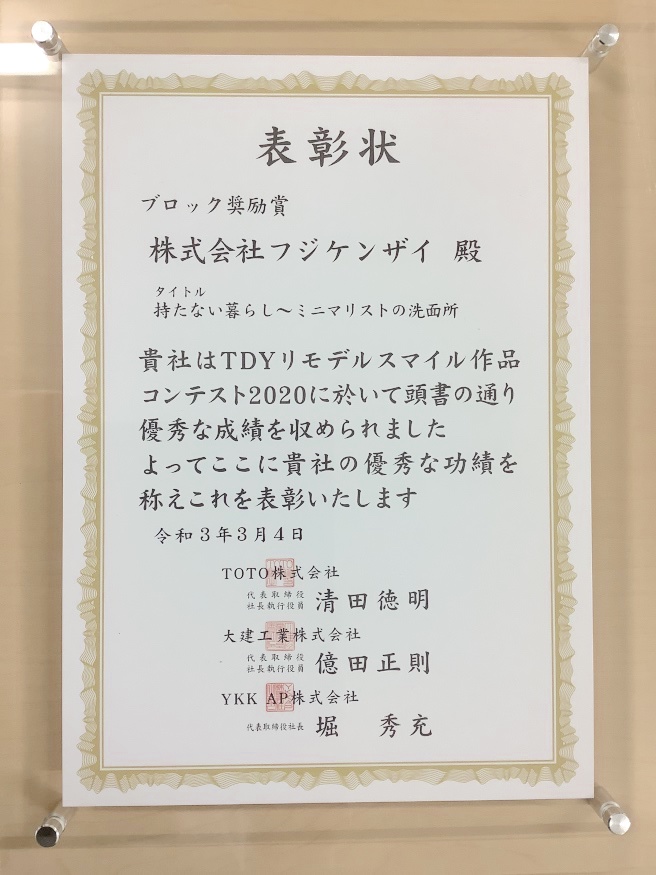 表彰状
ブロック奨励賞
株式会社フジケンザイ 殿
タイトル
持たない暮らし～ミニマリストの洗面所
貴社はTDYリモデルスマイル作品
コンテスト2020に於いて頭書の通り
優秀な成績を収められました
よってここに貴社の優秀な功績を
称えこれを表彰いたします
令和3年3月4日
TOTO株式会社
代表取締役
社長執行役員 清田徳明
大建工業株式会社
代表取締役
社長執行役員 億田正則
YKK AP株式会社
代表取締役社長 堀 秀充